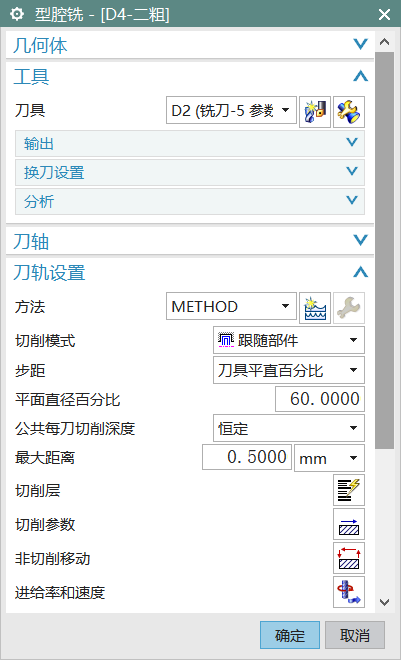 型腔铣 - [D4-二粗]
几何体
工具
刀具 D2 (铣刀-5 参数
输出
换刀设置
分析
刀轴
刀轨设置
方法 METHOD
切削模式 跟随部件
步距 刀具平直百分比
平面直径百分比 60.0000
公共每刀切削深度 恒定
最大距离 0.5000 mm
切削层
切削参数
非切削移动
进给率和速度
确定 取消